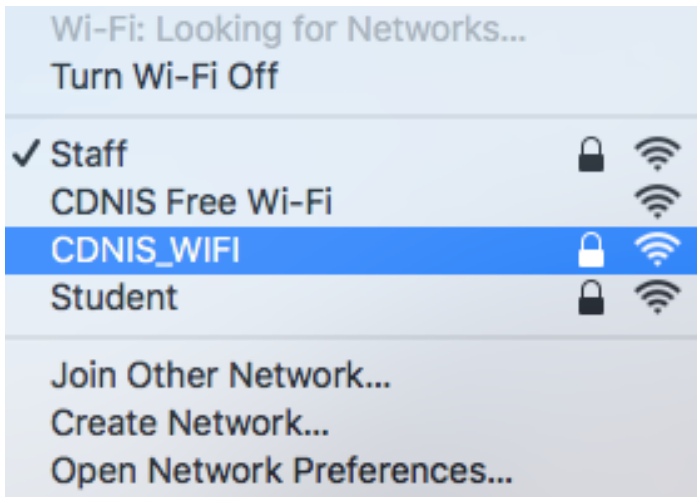 Wi-Fi: Looking for Networks...
Turn Wi-Fi Off
Staff
CDNIS Free Wi-Fi
CDNIS_WIFI
Student
Join Other Network...
Create Network...
Open Network Preferences...